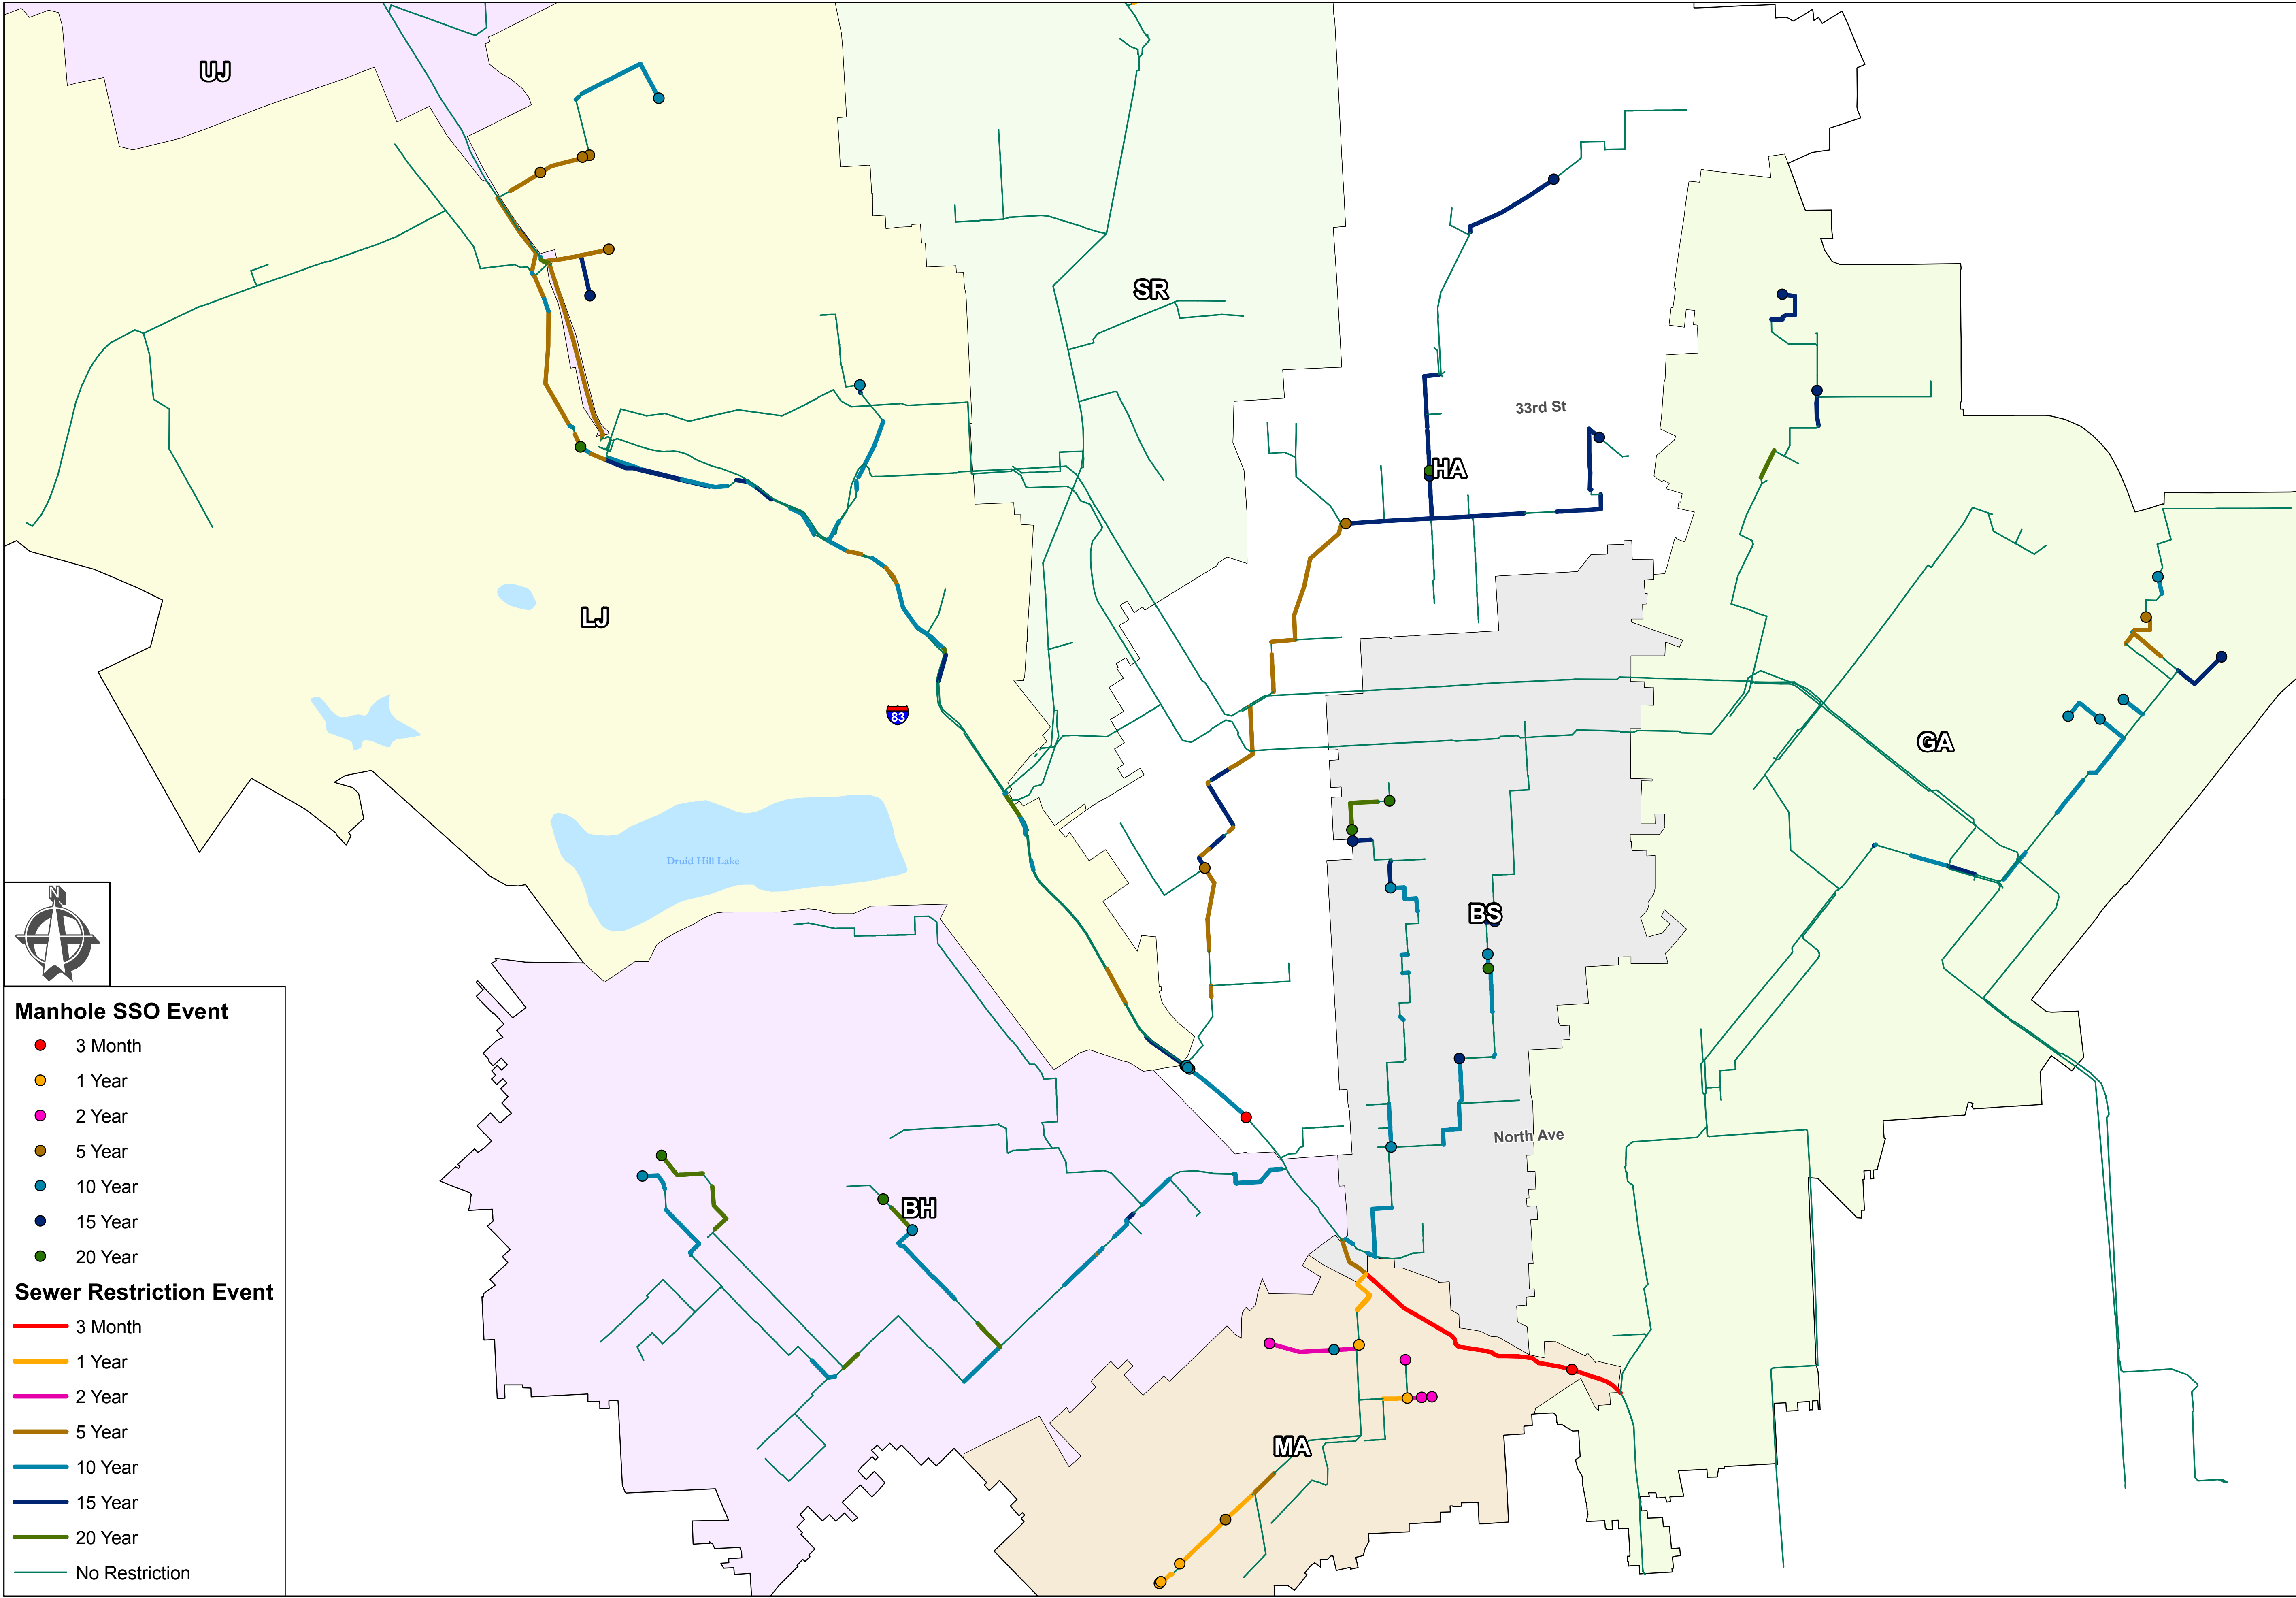 UJ
SR
33rd St
HA
LJ
83
GA
Druid Hill Lake
N
BS
Manhole SSO Event
3 Month
1 Year
2 Year
5 Year
10 Year
15 Year
20 Year
North Ave
BH
Sewer Restriction Event
3 Month
1 Year
2 Year
5 Year
10 Year
15 Year
20 Year
No Restriction
MA